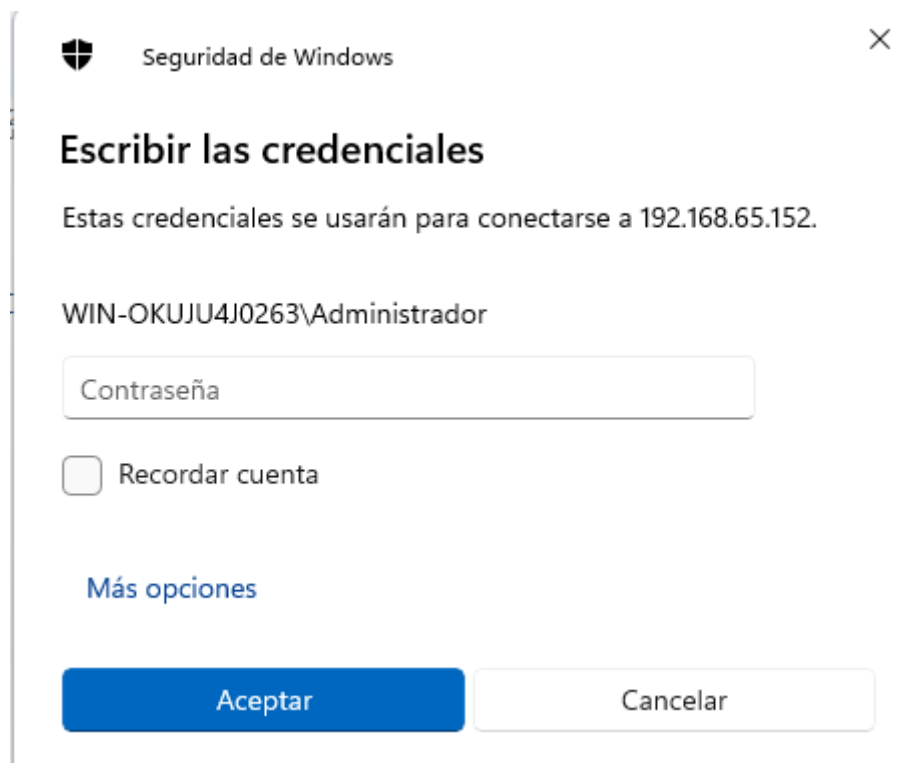 Seguridad de Windows
Escribir las credenciales
Estas credenciales se usarán para conectarse a 192.168.65.152.
WIN-OKUJU4J0263\Administrador
Contraseña
Recordar cuenta
Más opciones
Aceptar
Cancelar